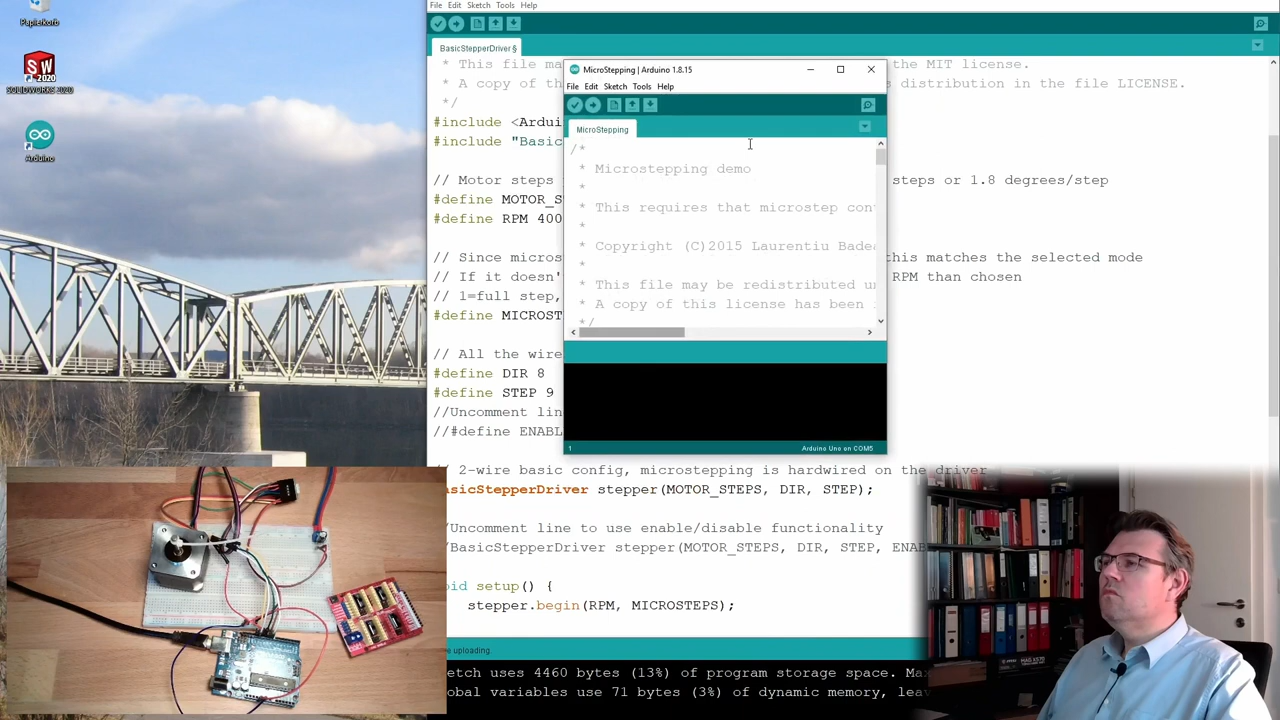 Papierkorb
SW
2020
SOLIDWORKS 2020
Arduino
File Edit Sketch Tools Help
BasicStepperDriver §
* This file ma
the MIT license.
* A copy of th
distribution in the file LICENSE.
*/
#include <Ardui
#include "Basic
// Motor steps
steps or 1.8 degrees/step
#define MOTOR_S
#define RPM 400
// Since micros
this matches the selected mode
// If it doesn'
RPM than chosen
// 1=full step,
#define MICROST
// All the wire
#define DIR 8
#define STEP 9
//Uncomment lin
//#define ENABL
// 2-wire basic config, microstepping is hardwired on the driver
asicStepperDriver stepper(MOTOR_STEPS, DIR, STEP);
/Uncomment line to use enable/disable functionality
/BasicStepperDriver stepper(MOTOR_STEPS, DIR, STEP, ENAB
oid setup() {
stepper.begin(RPM, MICROSTEPS);
e uploading.
etch uses 4460 bytes (13%) of program storage space. Max
obal variables use 71 bytes (3%) of dynamic memory, leav
MicroStepping | Arduino 1.8.15
File Edit Sketch Tools Help
MicroStepping
/*
* Microstepping demo
*
* This requires that microstep con
*
* Copyright (C)2015 Laurentiu Badea
*
* This file may be redistributed un
* A copy of this license has been
*/
1
Arduino Uno on COM5